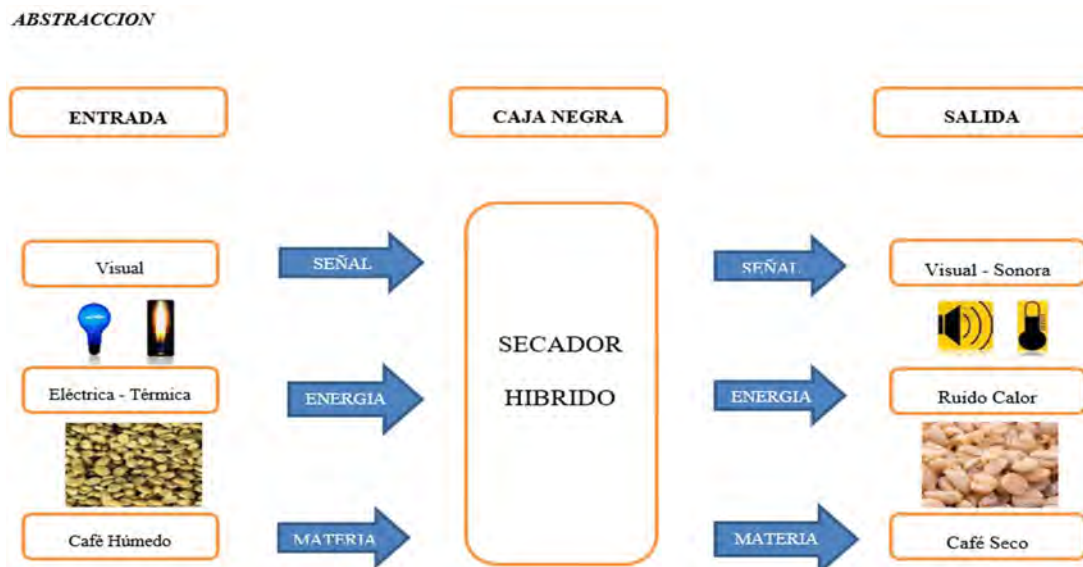 ABSTRACCION
ENTRADA
CAJA NEGRA
SALIDA
Visual
SEÑAL
SEÑAL
Visual - Sonora
SECADOR
HIBRIDO
Eléctrica - Térmica
ENERGIA
ENERGIA
Ruido Calor
Cafè Húmedo
MATERIA
MATERIA
Café Seco